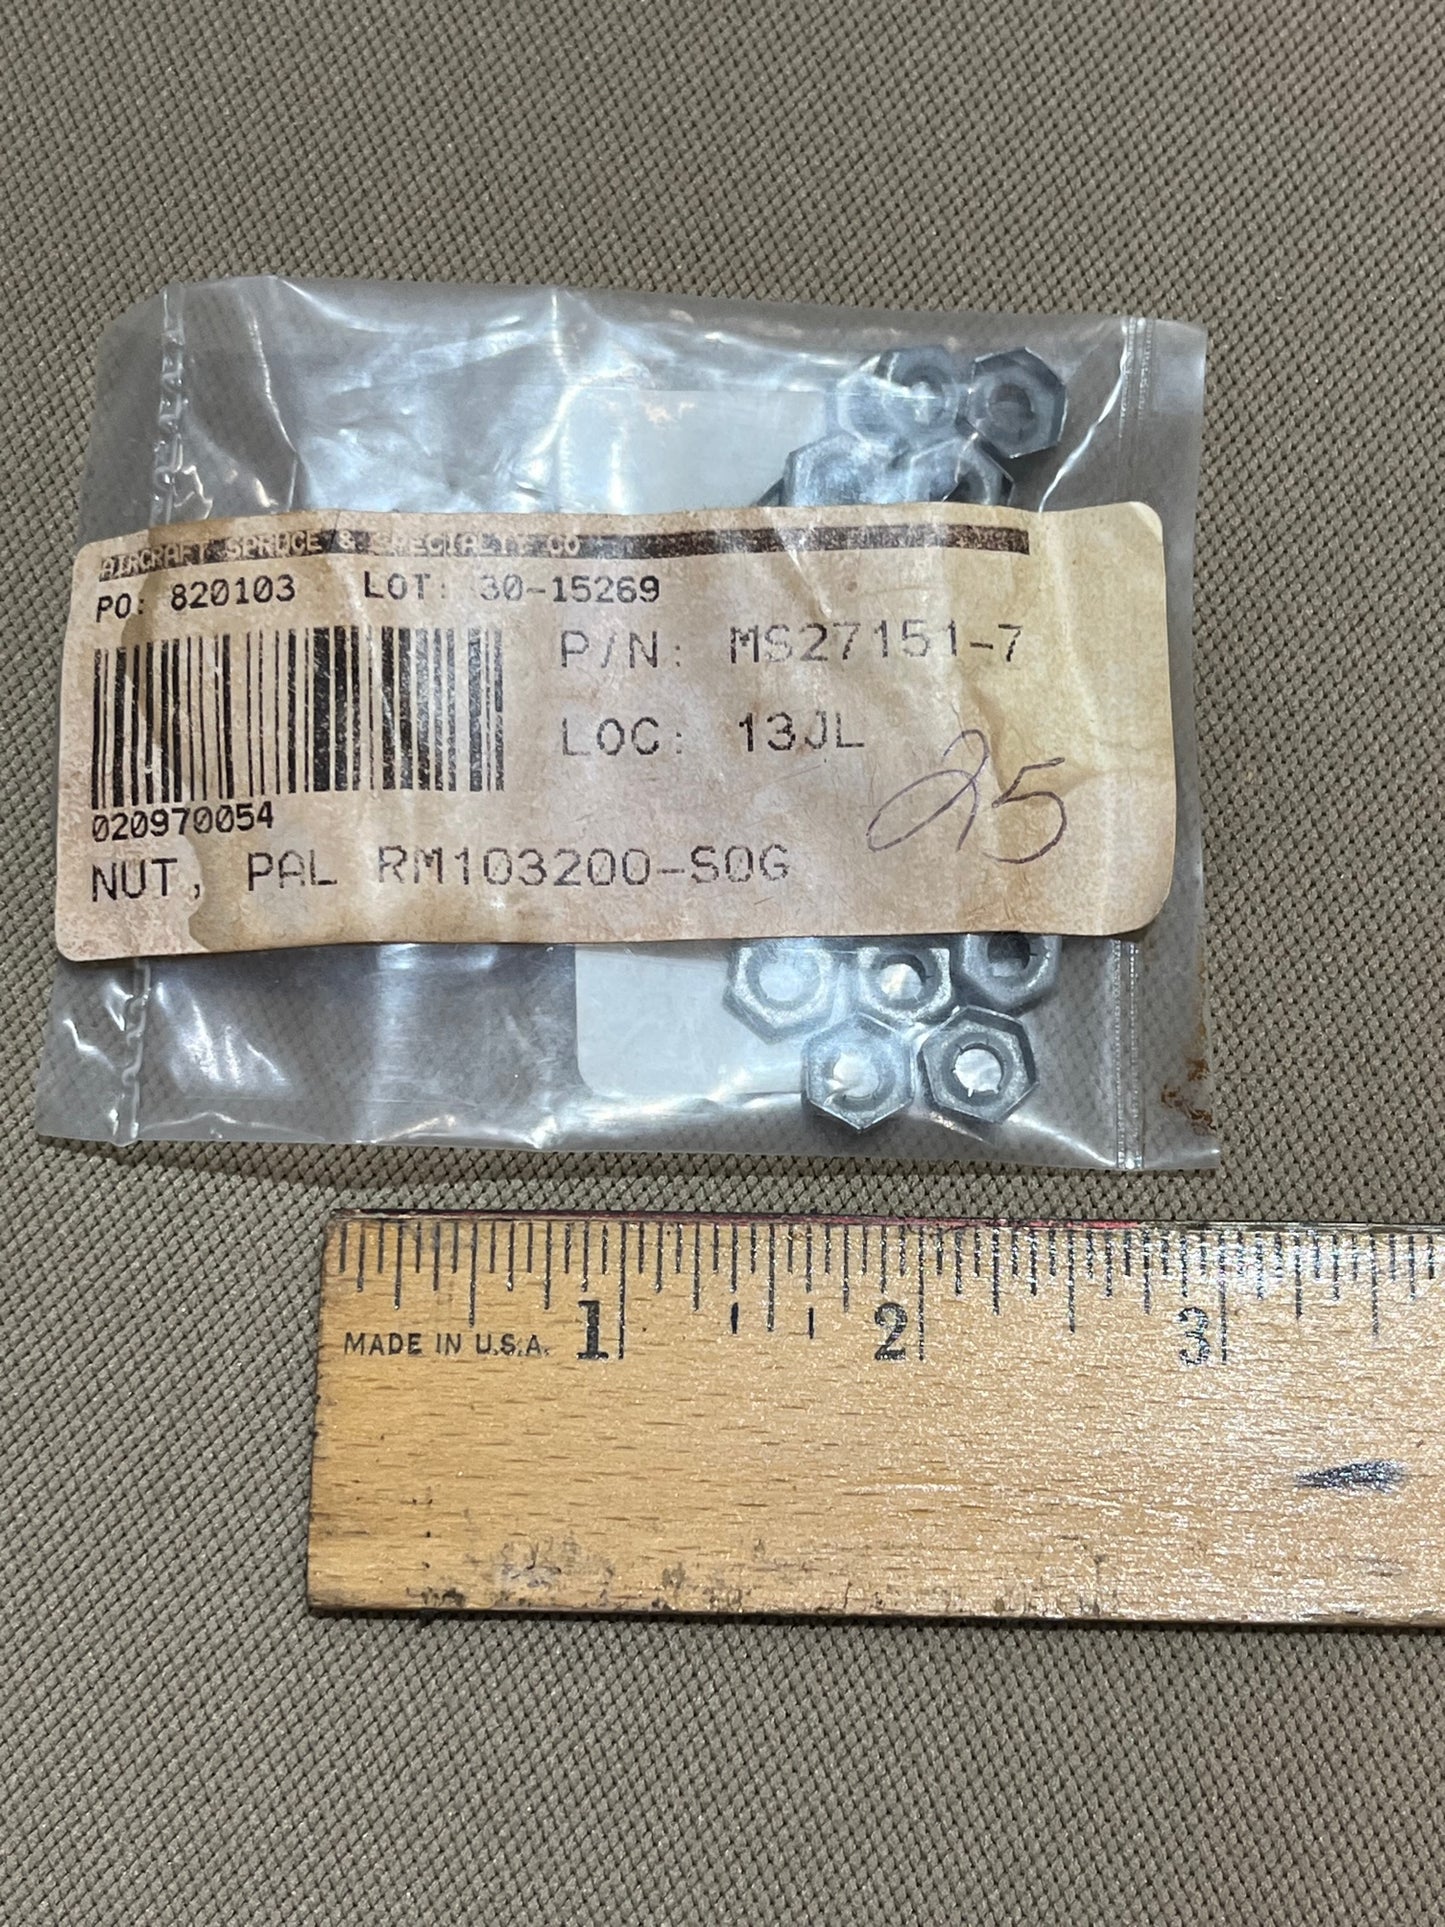 AIRCRAFT SPRUCE & SPECIALTY CO
PO: 820103 LOT: 30-15269
P/N: MS27151-7
LOC: 13JL
25
020970054
NUT, PAL RM103200-S0G
1 2 3
MADE IN U.S.A.